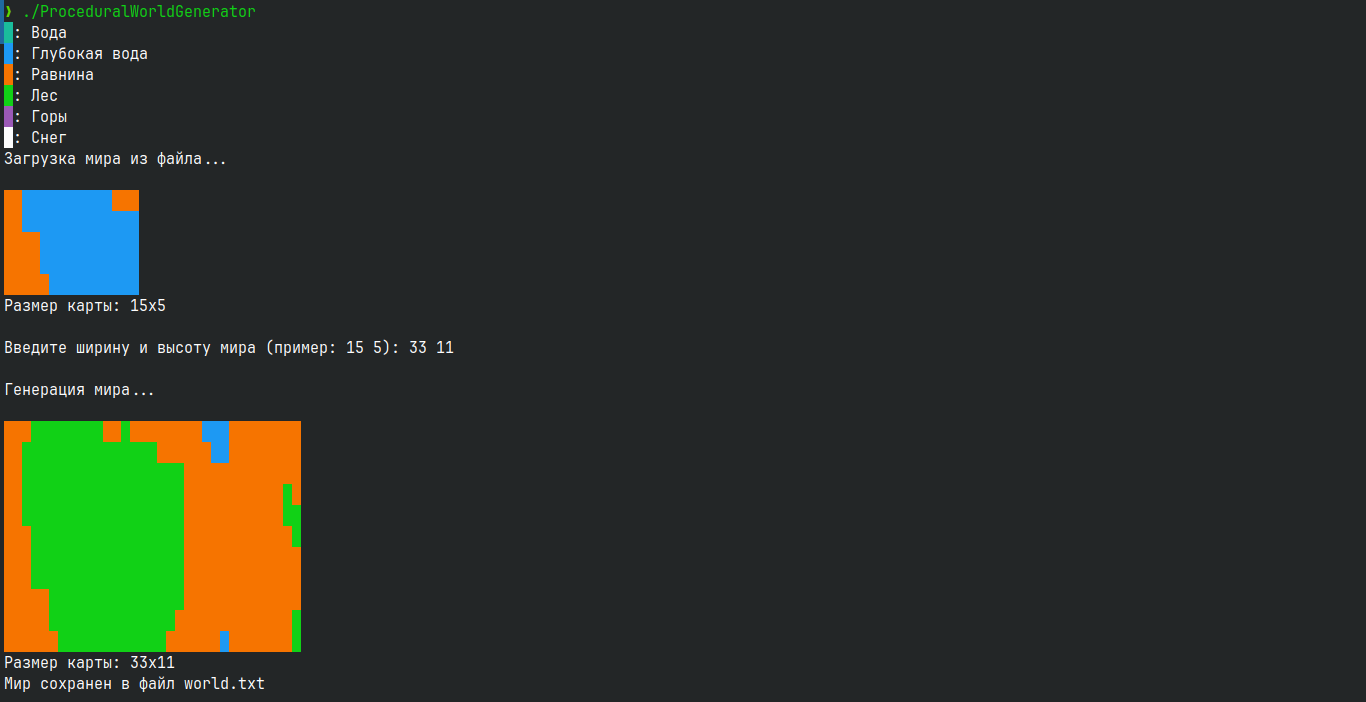 ❯ ./ProceduralWorldGenerator
: Вода
: Глубокая вода
: Равнина
: Лес
: Горы
: Снег
Загрузка мира из файла...
Размер карты: 15x5
Введите ширину и высоту мира (пример: 15 5): 33 11
Генерация мира...
Размер карты: 33x11
Мир сохранен в файл world.txt